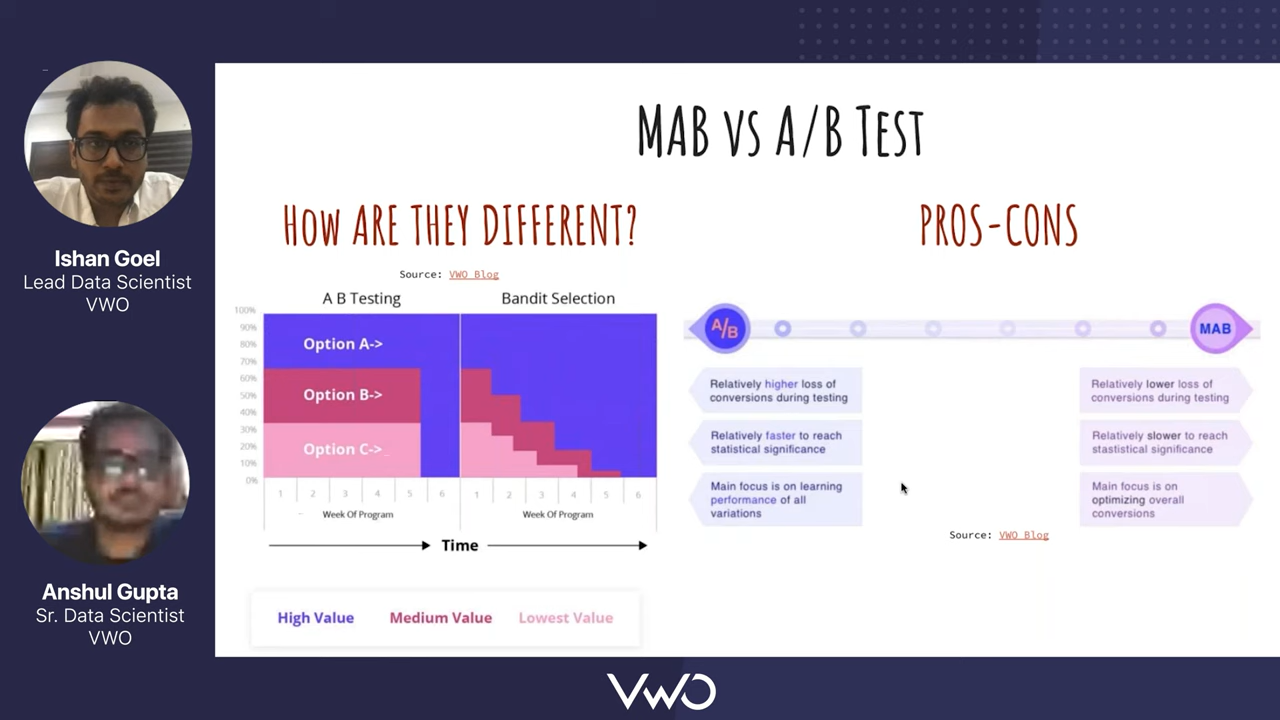 Ishan Goel
Lead Data Scientist
VWO
Anshul Gupta
Sr. Data Scientist
VWO
MAB vs A/B Test
How ARE THEY DIFFERENT?
Source: VWO Blog
A B Testing
Bandit Selection
100%
90%
80%
70%
60%
50%
40%
30%
20%
10%
0%
Option A->
Option B->
Option C->
1 2 3 4 5 6
1 2 3 4 5 6
Week Of Program
Week Of Program
Time
High Value
Medium Value
Lowest Value
PROS-CONS
A/B
MAB
Relatively higher loss of
conversions during testing
Relatively faster to reach
statistical significance
Main focus is on learning
performance of all
variations
Relatively lower loss of
conversions during testing
Relatively slower to reach
stastistical significance
Main focus is on
optimizing overall
conversions
Source: VWO Blog
VWO